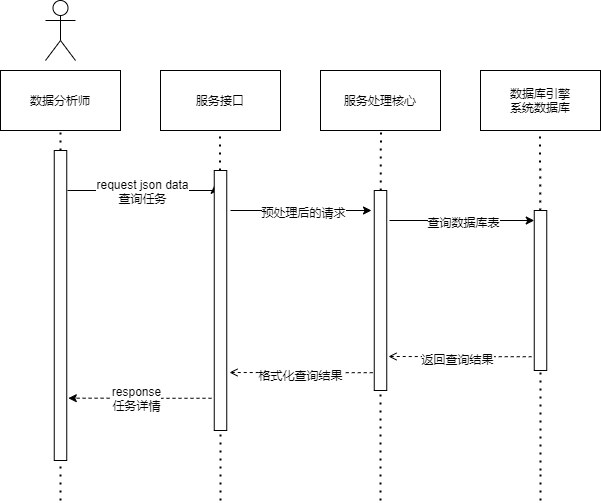 数据分析师
服务接口
服务处理核心
数据库引擎
系统数据库
request json data
查询任务
预处理后的请求
查询数据库表
返回查询结果
格式化查询结果
response
任务详情